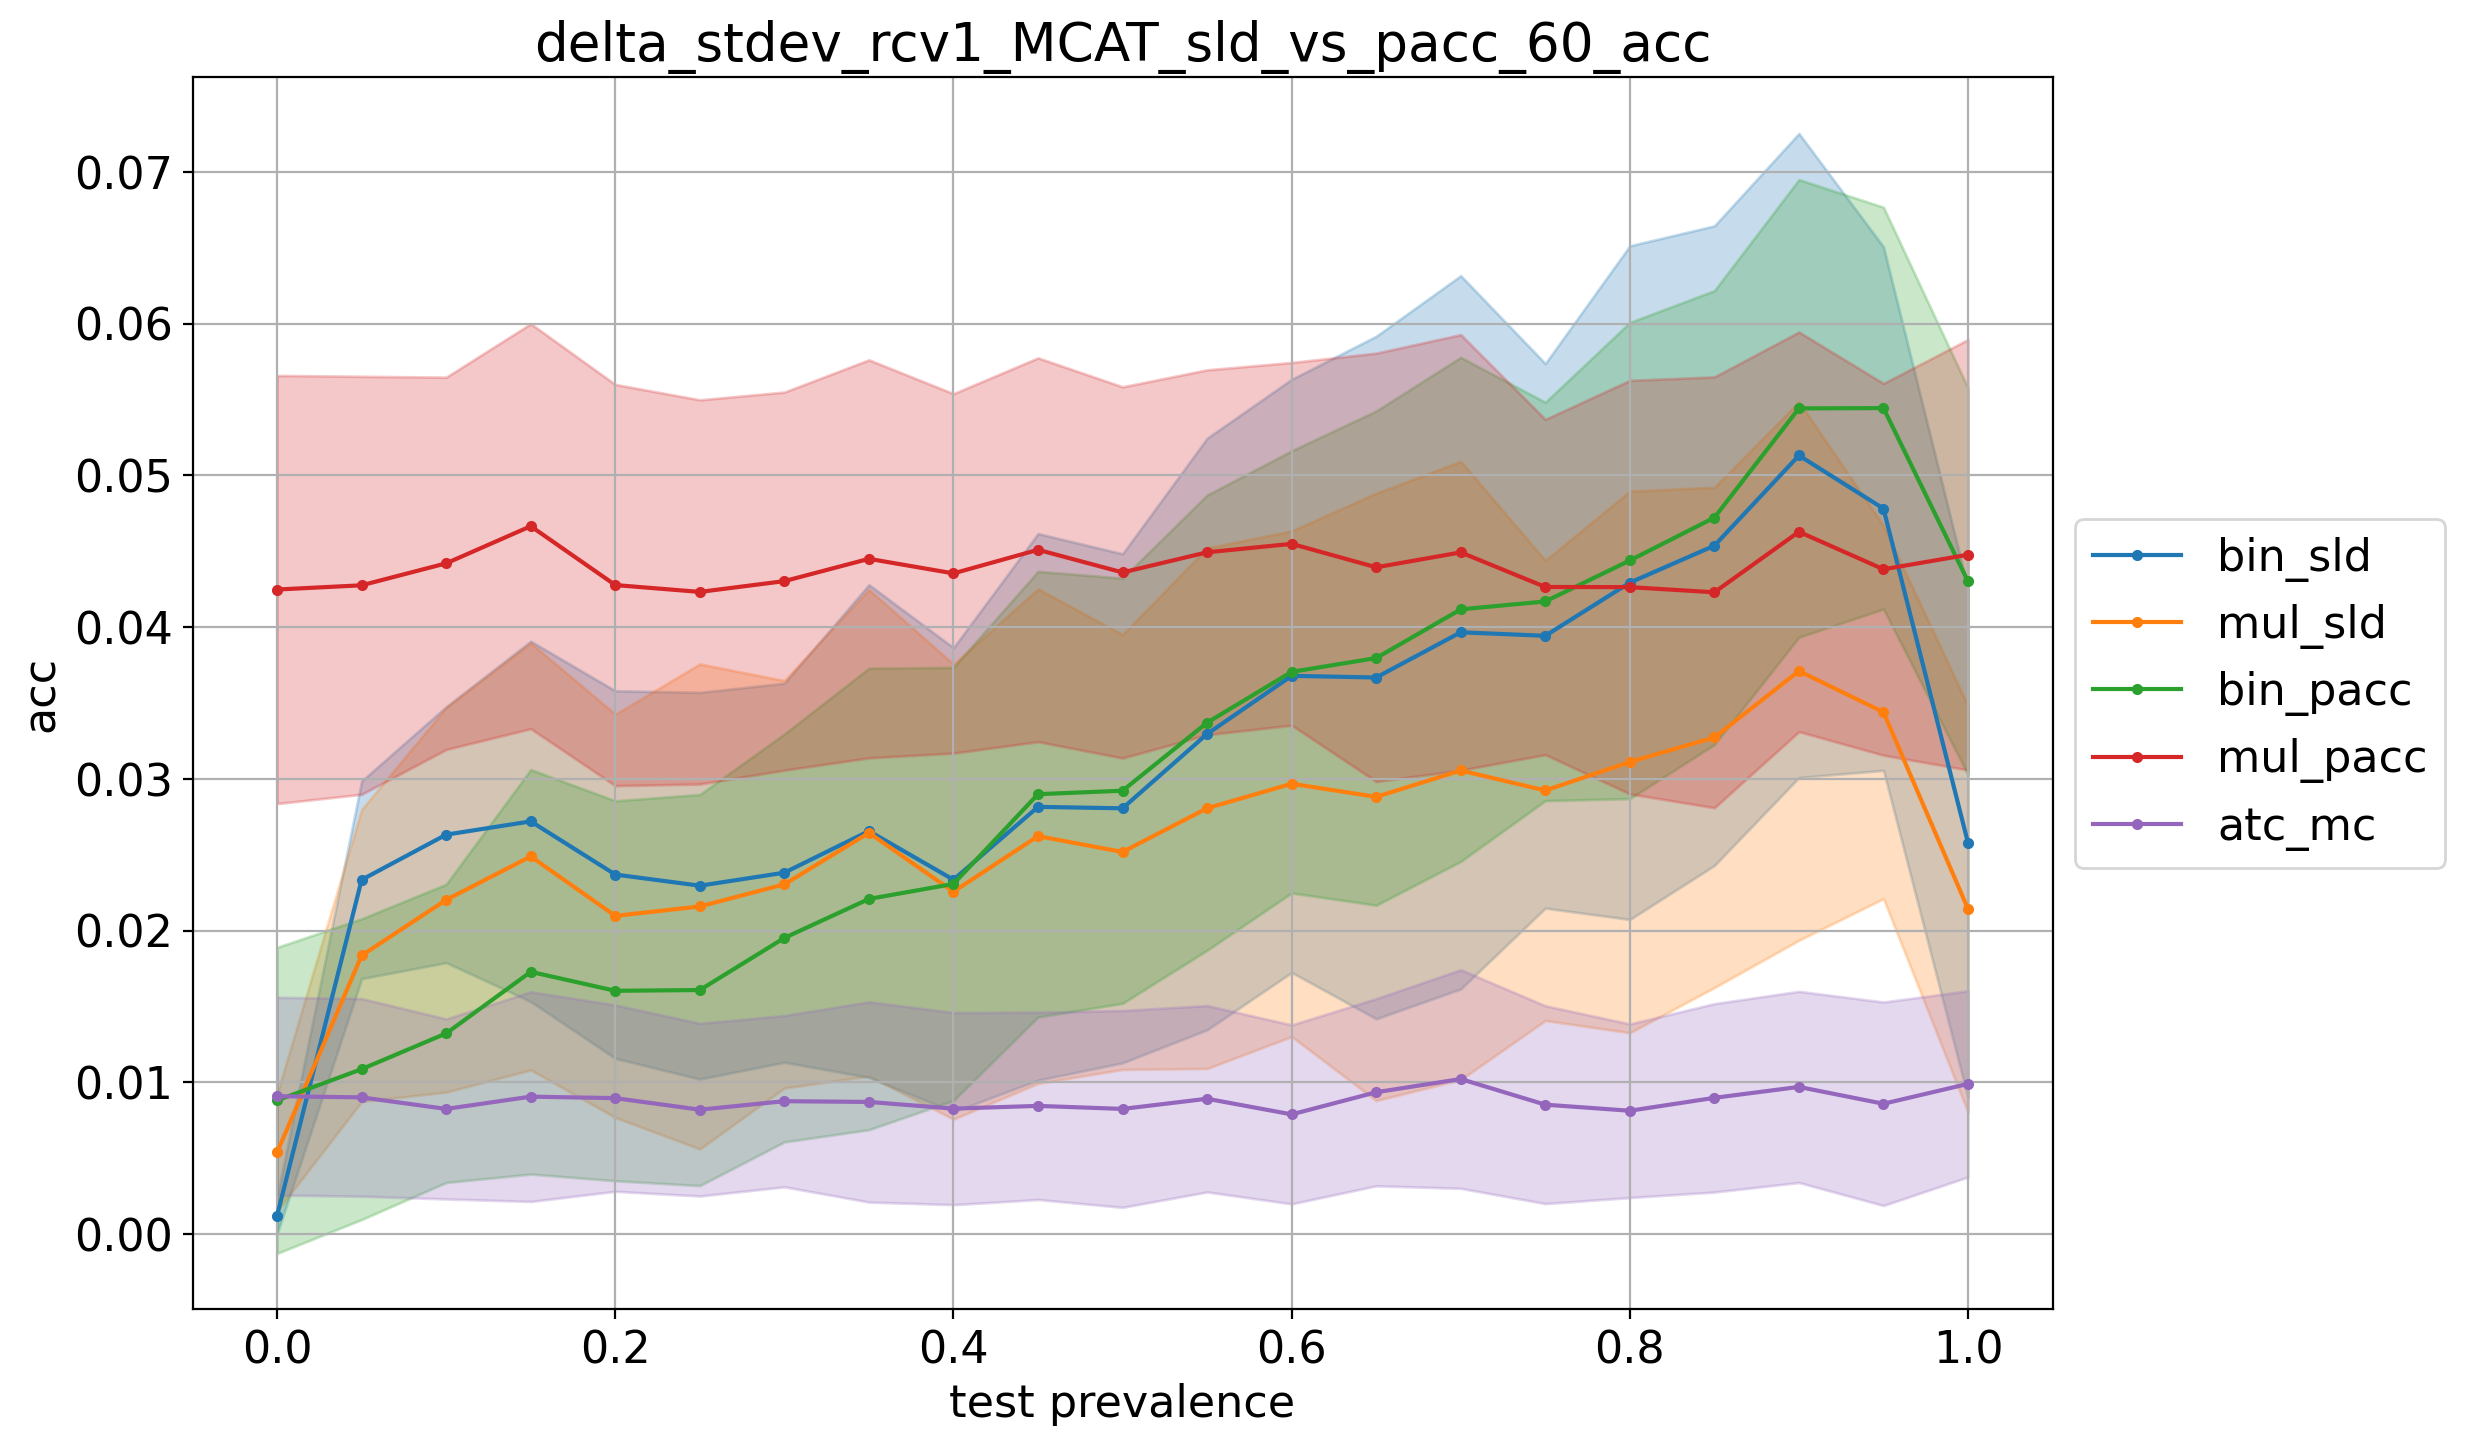 delta_stdev_rcv1_MCAT_sld_vs_pacc_60_acc
0.07
0.06
0.05
0.04
0.03
0.02
0.01
0.00
acc
0.0 0.2 0.4 0.6 0.8 1.0
test prevalence
bin_sld
mul_sld
bin_pacc
mul_pacc
atc_mc